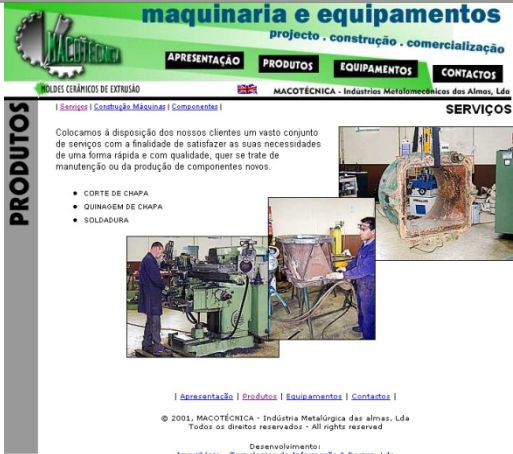 maquinaria e equipamentos
projecto . construção . comercialização
MACOTÉCNICA
APRESENTAÇÃO PRODUTOS EQUIPAMENTOS CONTACTOS
MOLDES CERÂMICOS DE EXTRUSÃO
MACOTÉCNICA - Indústrias Metalomecânicas das Almas, Lda
PRODUTOS
| Serviços | Construção Máquinas | Componentes |
SERVIÇOS
Colocamos á disposição dos nossos clientes um vasto conjunto
de serviços com a finalidade de satisfazer as suas necessidades
de uma forma rápida e com qualidade, quer se trate de
manutenção ou da produção de componentes novos.
CORTE DE CHAPA
QUINAGEM DE CHAPA
SOLDADURA
| Apresentação | Produtos | Equipamentos | Contactos |
© 2001, MACOTÉCNICA - Indústria Metalúrgica das almas, Lda
Todos os direitos reservados - All rights reserved
Desenvolvimento: